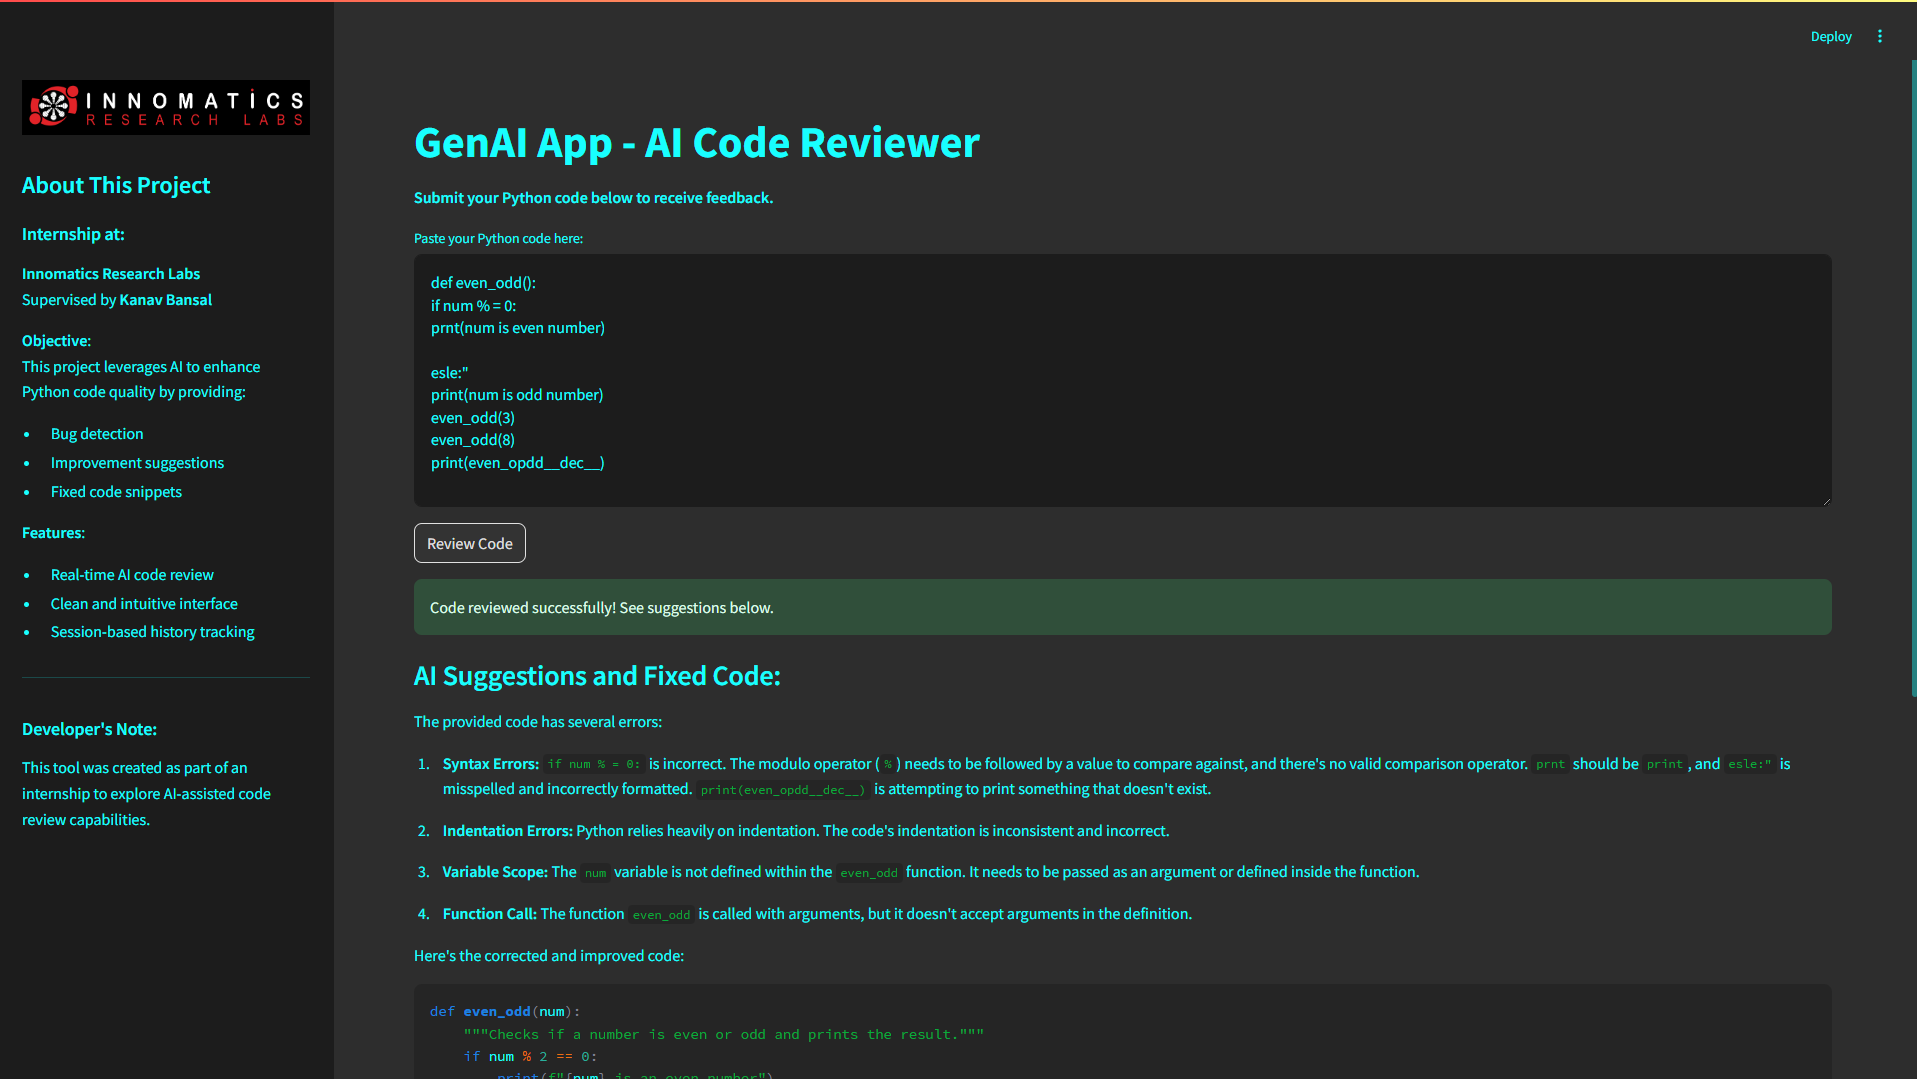 Deploy
INNOMATICS
RESEARCH LABS
About This Project
Internship at:
Innomatics Research Labs
Supervised by Kanav Bansal
Objective:
This project leverages AI to enhance
Python code quality by providing:
• Bug detection
• Improvement suggestions
• Fixed code snippets
Features:
• Real-time AI code review
• Clean and intuitive interface
• Session-based history tracking
Developer's Note:
This tool was created as part of an
internship to explore AI-assisted code
review capabilities.
GenAI App - AI Code Reviewer
Submit your Python code below to receive feedback.
Paste your Python code here:
def even_odd():
if num % = 0:
prnt(num is even number)
esle:"
print(num is odd number)
even_odd(3)
even_odd(8)
print(even_opdd__dec__)
Review Code
Code reviewed successfully! See suggestions below.
AI Suggestions and Fixed Code:
The provided code has several errors:
1. Syntax Errors: if num % = 0: is incorrect. The modulo operator ( % ) needs to be followed by a value to compare against, and there's no valid comparison operator. prnt should be print , and esle:" is
misspelled and incorrectly formatted. print(even_opdd__dec__) is attempting to print something that doesn't exist.
2. Indentation Errors: Python relies heavily on indentation. The code's indentation is inconsistent and incorrect.
3. Variable Scope: The num variable is not defined within the even_odd function. It needs to be passed as an argument or defined inside the function.
4. Function Call: The function even_odd is called with arguments, but it doesn't accept arguments in the definition.
Here's the corrected and improved code:
def even_odd(num):
"""Checks if a number is even or odd and prints the result."""
if num % 2 == 0:
print(f"{num} is an even number")